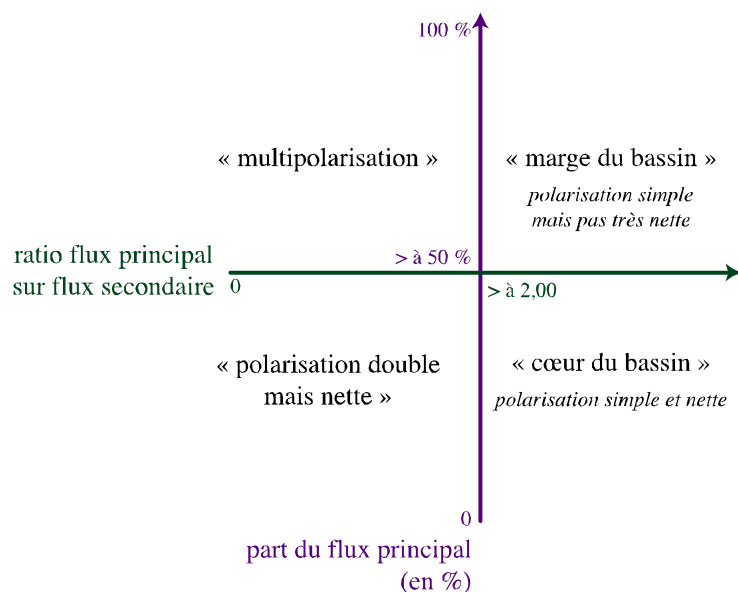 100 %
« multipolarisation »
« marge du bassin »
polarisation simple
mais pas très nette
ratio flux principal
sur flux secondaire
> à 50 %
0
> à 2,00
« polarisation double
mais nette »
« cœur du bassin »
polarisation simple et nette
0
part du flux principal
(en %)